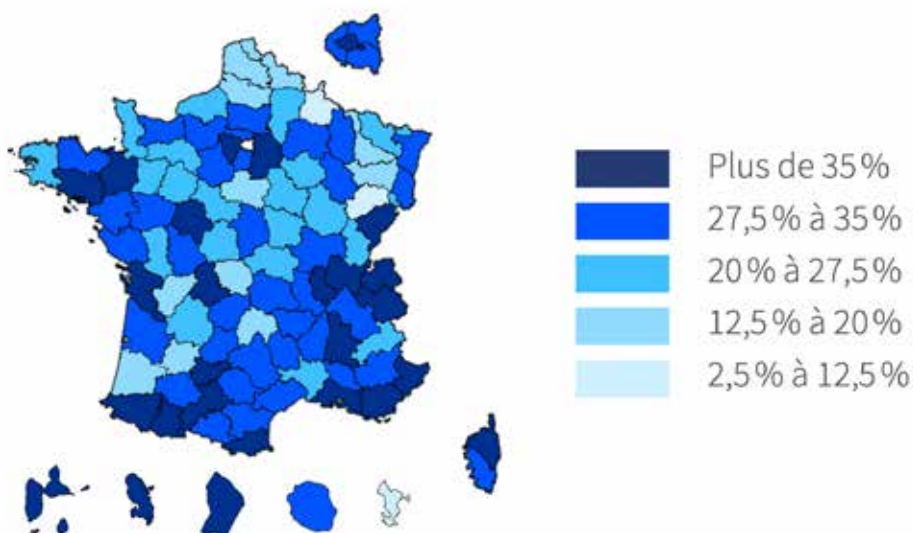 Plus de 35 %
27,5 % à 35 %
20 % à 27,5 %
12,5 % à 20 %
2,5 % à 12,5 %